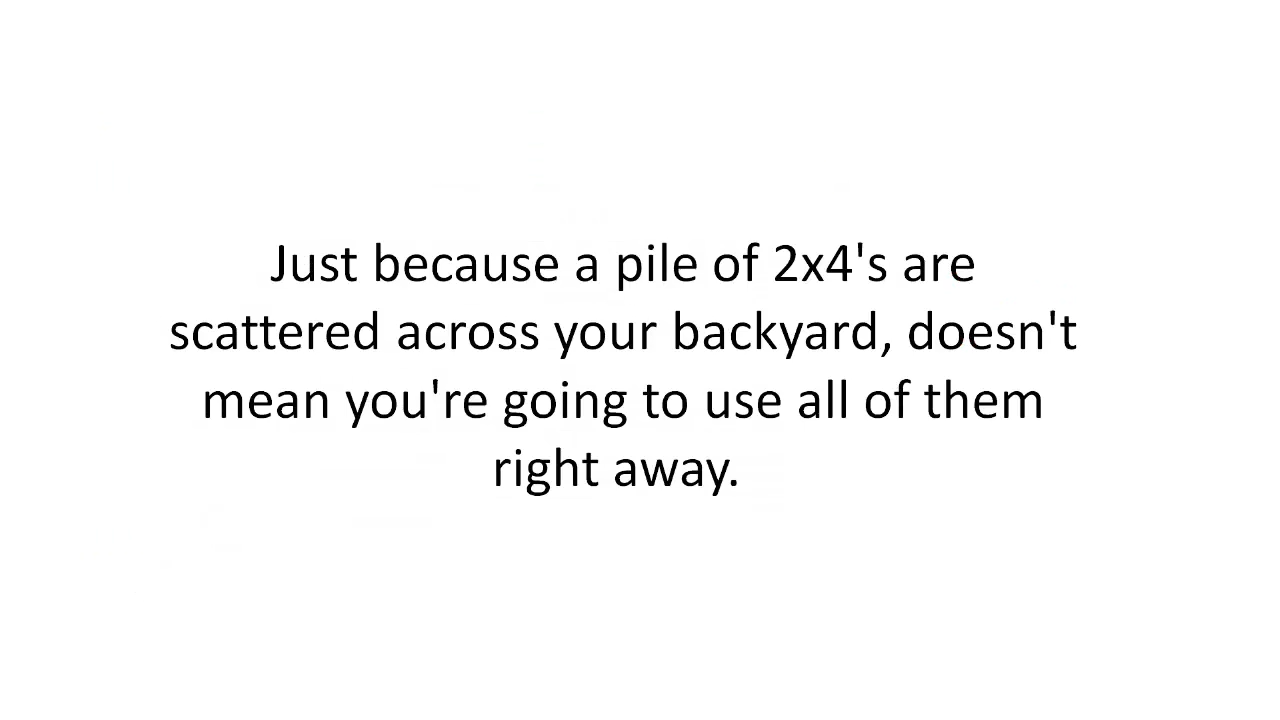 Just because a pile of 2x4's are
scattered across your backyard, doesn't
mean you're going to use all of them
right away.